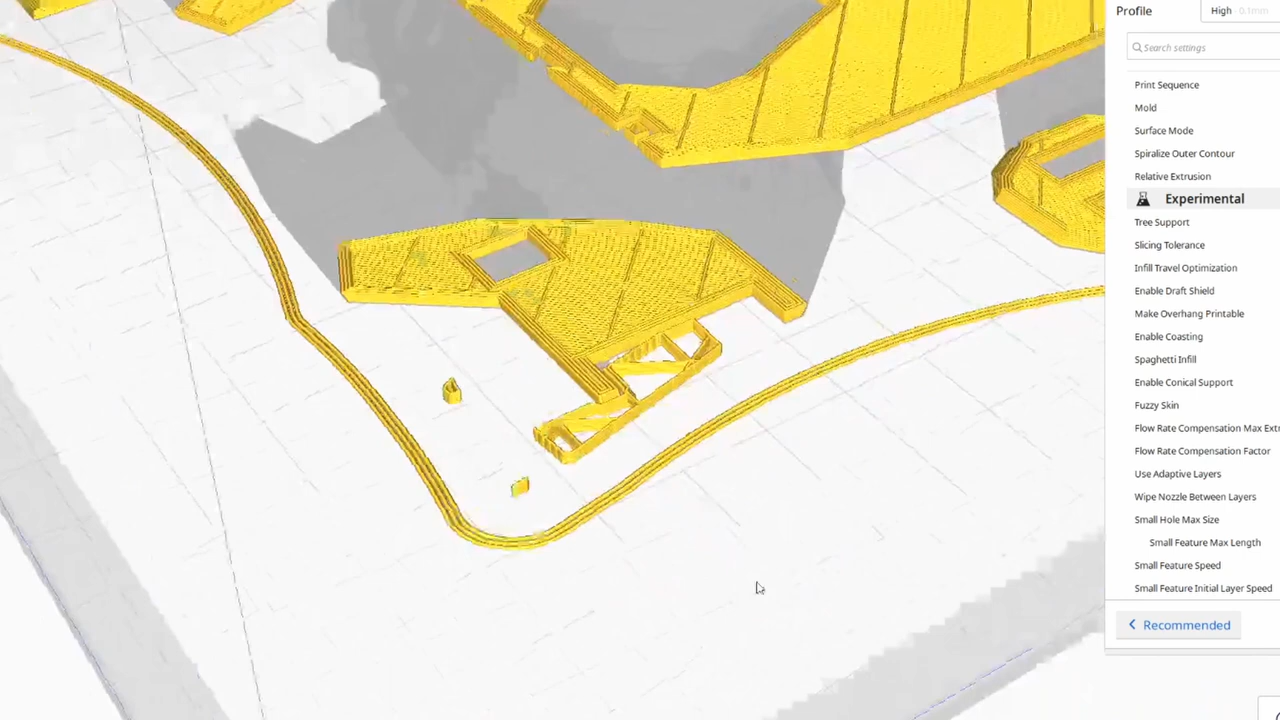 Profile
High - 0.1mm
Search settings
Print Sequence
Mold
Surface Mode
Spiralize Outer Contour
Relative Extrusion
Experimental
Tree Support
Slicing Tolerance
Infill Travel Optimization
Enable Draft Shield
Make Overhang Printable
Enable Coasting
Spaghetti Infill
Enable Conical Support
Fuzzy Skin
Flow Rate Compensation Max Extr
Flow Rate Compensation Factor
Use Adaptive Layers
Wipe Nozzle Between Layers
Small Hole Max Size
Small Feature Max Length
Small Feature Speed
Small Feature Initial Layer Speed
Recommended